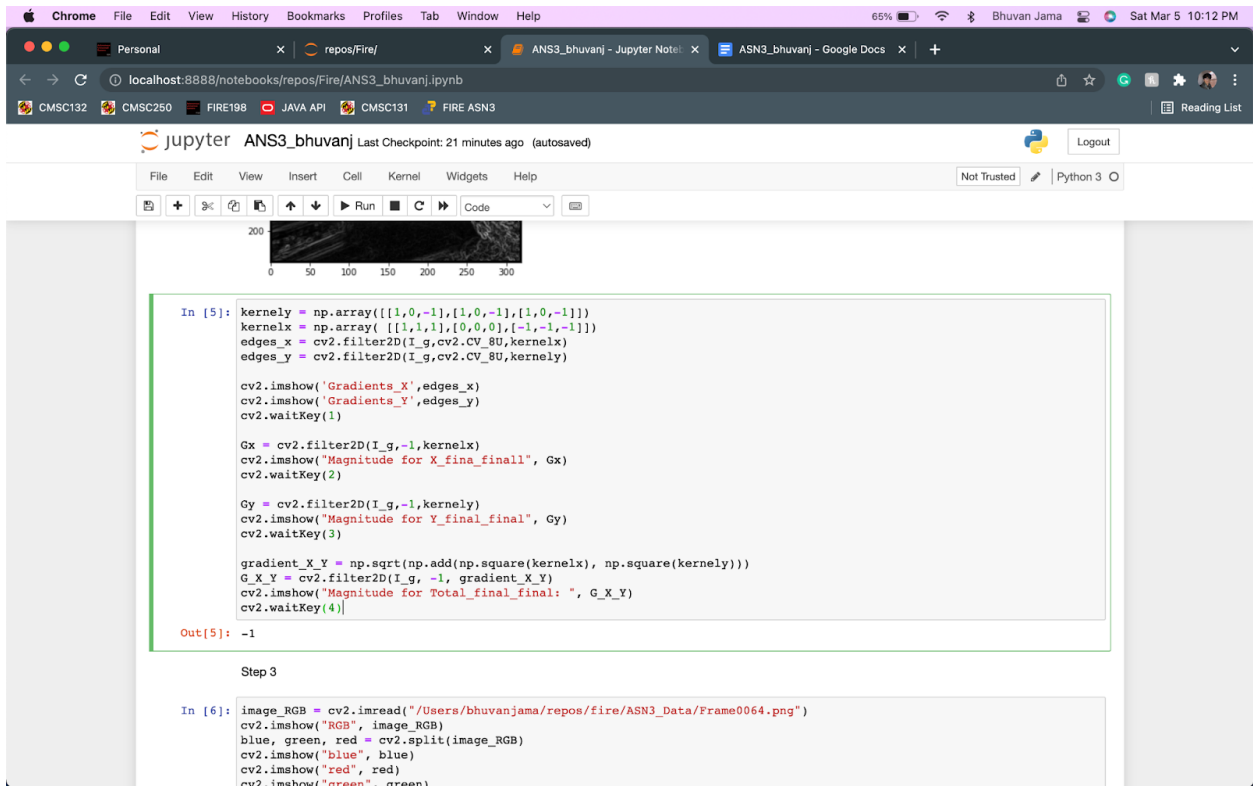 Chrome File Edit View History Bookmarks Profiles Tab Window Help 65% Bhuvan Jama Sat Mar 5 10:12 PM
Personal × repos/Fire/ × ANS3_bhuvanj - Jupyter Noteb × ASN3_bhuvanj - Google Docs × +
localhost:8888/notebooks/repos/Fire/ANS3_bhuvanj.ipynb
CMSC132 CMSC250 FIRE198 JAVA API CMSC131 FIRE ASN3 Reading List
jupyter ANS3_bhuvanj Last Checkpoint: 21 minutes ago (autosaved) Logout
File Edit View Insert Cell Kernel Widgets Help Not Trusted Python 3
Run Code
200
0 50 100 150 200 250 300
In [5]: kernely = np.array([[1,0,-1],[1,0,-1],[1,0,-1]])
kernelx = np.array( [[1,1,1],[0,0,0],[-1,-1,-1]])
edges_x = cv2.filter2D(I_g,cv2.CV_8U,kernelx)
edges_y = cv2.filter2D(I_g,cv2.CV_8U,kernely)
cv2.imshow('Gradients_X',edges_x)
cv2.imshow('Gradients_Y',edges_y)
cv2.waitKey(1)
Gx = cv2.filter2D(I_g,-1,kernelx)
cv2.imshow("Magnitude for X_fina_finall", Gx)
cv2.waitKey(2)
Gy = cv2.filter2D(I_g,-1,kernely)
cv2.imshow("Magnitude for Y_final_final", Gy)
cv2.waitKey(3)
gradient_X_Y = np.sqrt(np.add(np.square(kernelx), np.square(kernely)))
G_X_Y = cv2.filter2D(I_g, -1, gradient_X_Y)
cv2.imshow("Magnitude for Total_final_final: ", G_X_Y)
cv2.waitKey(4)
Out[5]: -1
Step 3
In [6]: image_RGB = cv2.imread("/Users/bhuvanjama/repos/fire/ASN3_Data/Frame0064.png")
cv2.imshow("RGB", image_RGB)
blue, green, red = cv2.split(image_RGB)
cv2.imshow("blue", blue)
cv2.imshow("red", red)
cv2.imshow("green", green)